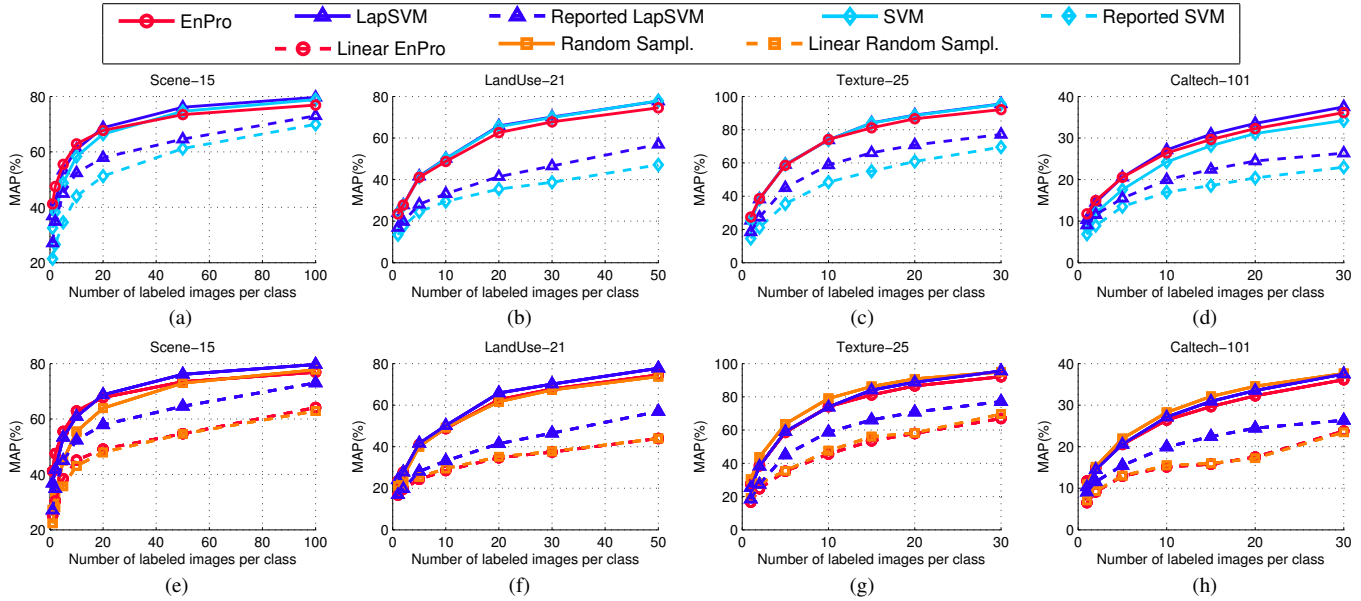 EnPro LapSVM Reported LapSVM SVM Reported SVM
Linear EnPro Random Sampl. Linear Random Sampl.
Scene−15
MAP(%)
80
60
40
20
0 20 40 60 80 100
Number of labeled images per class
(a)
LandUse−21
MAP(%)
80
60
40
20
0
0 10 20 30 40 50
Number of labeled images per class
(b)
Texture−25
MAP(%)
100
80
60
40
20
0
0 10 20 30
Number of labeled images per class
(c)
Caltech−101
MAP(%)
40
30
20
10
0
0 10 20 30
Number of labeled images per class
(d)
Scene−15
MAP(%)
80
60
40
20
0 20 40 60 80 100
Number of labeled images per class
(e)
LandUse−21
MAP(%)
80
60
40
20
0
0 10 20 30 40 50
Number of labeled images per class
(f)
Texture−25
MAP(%)
100
80
60
40
20
0
0 10 20 30
Number of labeled images per class
(g)
Caltech−101
MAP(%)
40
30
20
10
0
0 10 20 30
Number of labeled images per class
(h)